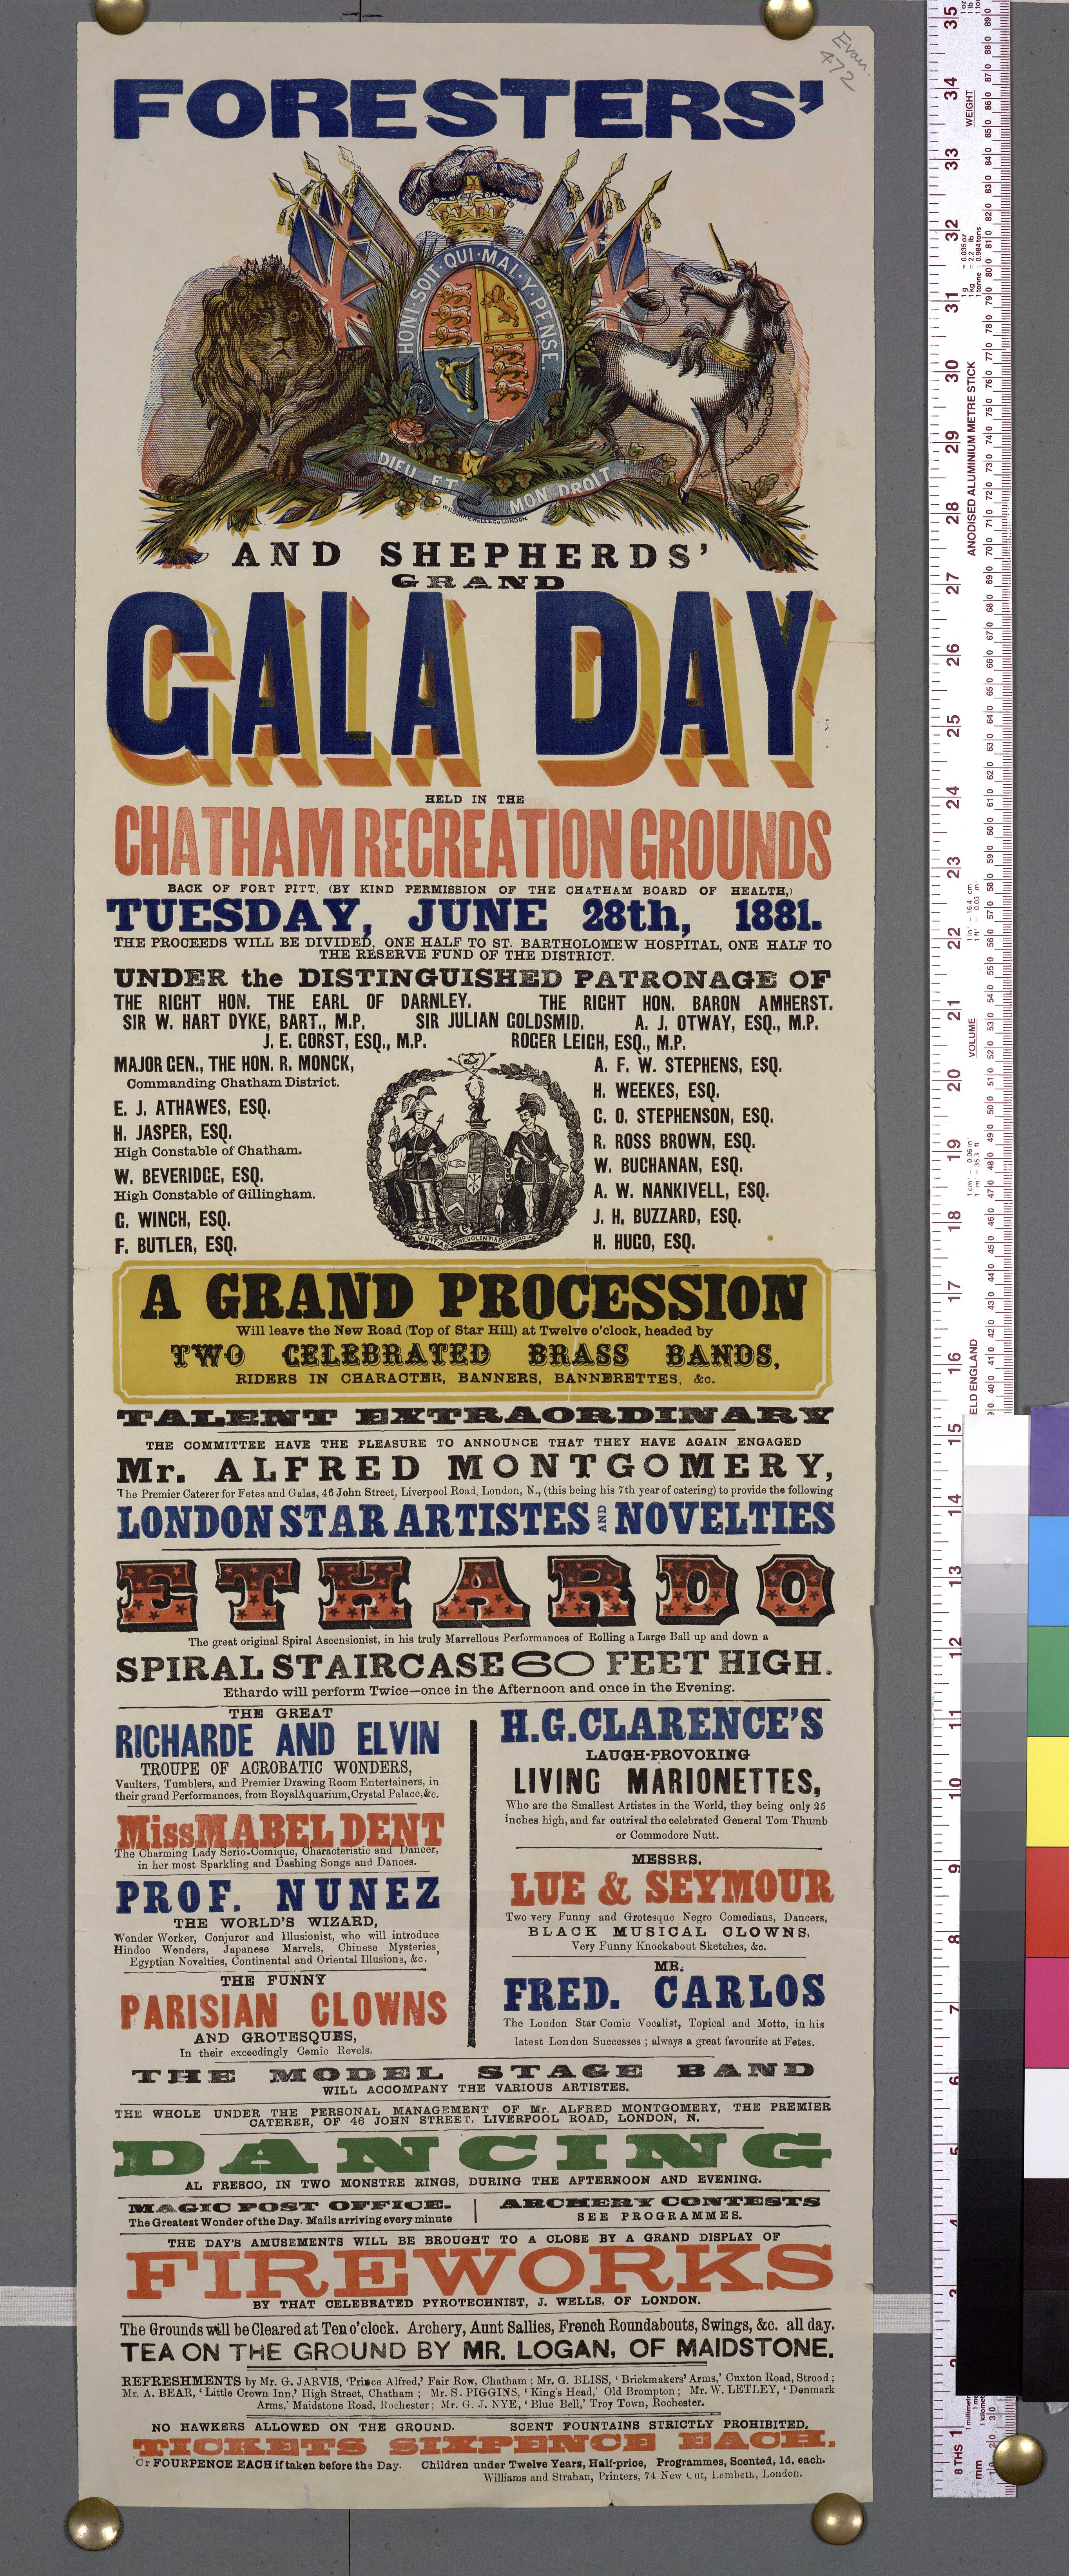 Evan.
472
FORESTERS'
HONI · SOIT · QUI · MAL · Y · PENSE.
DIEU ET MON DROIT
AND SHEPHERDS'
GRAND
GALA DAY
HELD IN THE
CHATHAM RECREATION GROUNDS
BACK OF FORT PITT, (BY KIND PERMISSION OF THE CHATHAM BOARD OF HEALTH,)
TUESDAY, JUNE 28th, 1881.
THE PROCEEDS WILL BE DIVIDED, ONE HALF TO ST. BARTHOLOMEW HOSPITAL, ONE HALF TO
THE RESERVE FUND OF THE DISTRICT.
UNDER the DISTINGUISHED PATRONAGE OF
THE RIGHT HON. THE EARL OF DARNLEY. THE RIGHT HON. BARON AMHERST.
SIR W. HART DYKE, BART., M.P. SIR JULIAN GOLDSMID. A. J. OTWAY, ESQ., M.P.
J. E. GORST, ESQ., M.P. ROGER LEIGH, ESQ., M.P.
MAJOR GEN., THE HON. R. MONCK,
Commanding Chatham District.
E. J. ATHAWES, ESQ.
H. JASPER, ESQ.
High Constable of Chatham.
W. BEVERIDGE, ESQ.
High Constable of Gillingham.
G. WINCH, ESQ.
F. BUTLER, ESQ.
A. F. W. STEPHENS, ESQ.
H. WEEKES, ESQ.
C. O. STEPHENSON, ESQ.
R. ROSS BROWN, ESQ.
W. BUCHANAN, ESQ.
A. W. NANKIVELL, ESQ.
J. H. BUZZARD, ESQ.
H. HUGO, ESQ.
A GRAND PROCESSION
Will leave the New Road (Top of Star Hill) at Twelve o'clock, headed by
TWO CELEBRATED BRASS BANDS,
RIDERS IN CHARACTER, BANNERS, BANNERETTES, &c.
TALENT EXTRAORDINARY
THE COMMITTEE HAVE THE PLEASURE TO ANNOUNCE THAT THEY HAVE AGAIN ENGAGED
Mr. ALFRED MONTGOMERY,
The Premier Caterer for Fetes and Galas, 46 John Street, Liverpool Road, London, N., (this being his 7th year of catering) to provide the following
LONDON STAR ARTISTES AND NOVELTIES
ETHARDO
The great original Spiral Ascensionist, in his truly Marvellous Performances of Rolling a Large Ball up and down a
SPIRAL STAIRCASE 60 FEET HIGH.
Ethardo will perform Twice—once in the Afternoon and once in the Evening.
THE GREAT
RICHARDE AND ELVIN
TROUPE OF ACROBATIC WONDERS,
Vaulters, Tumblers, and Premier Drawing Room Entertainers, in
their grand Performances, from Royal Aquarium, Crystal Palace, &c.
Miss MABEL DENT
The Charming Lady Serio-Comique, Characteristic and Dancer,
in her most Sparkling and Dashing Songs and Dances.
PROF. NUNEZ
THE WORLD'S WIZARD,
Wonder Worker, Conjuror and Illusionist, who will introduce
Hindoo Wonders, Japanese Marvels, Chinese Mysteries,
Egyptian Novelties, Continental and Oriental Illusions, &c.
THE FUNNY
PARISIAN CLOWNS
AND GROTESQUES,
In their exceedingly Comic Revels.
H. G. CLARENCE'S
LAUGH-PROVOKING
LIVING MARIONETTES,
Who are the Smallest Artistes in the World, they being only 25
inches high, and far outrival the celebrated General Tom Thumb
or Commodore Nutt.
MESSRS.
LUE & SEYMOUR
Two very Funny and Grotesque Negro Comedians, Dancers,
BLACK MUSICAL CLOWNS,
Very Funny Knockabout Sketches, &c.
MR.
FRED. CARLOS
The London Star Comic Vocalist, Topical and Motto, in his
latest London Successes ; always a great favourite at Fetes.
THE MODEL STAGE BAND
WILL ACCOMPANY THE VARIOUS ARTISTES.
THE WHOLE UNDER THE PERSONAL MANAGEMENT OF Mr. ALFRED MONTGOMERY, THE PREMIER
CATERER, OF 46 JOHN STREET, LIVERPOOL ROAD, LONDON, N.
DANCING
AL FRESCO, IN TWO MONSTRE RINGS, DURING THE AFTERNOON AND EVENING.
MAGIC POST OFFICE.
The Greatest Wonder of the Day. Mails arriving every minute
ARCHERY CONTESTS
SEE PROGRAMMES.
THE DAY'S AMUSEMENTS WILL BE BROUGHT TO A CLOSE BY A GRAND DISPLAY OF
FIREWORKS
BY THAT CELEBRATED PYROTECHNIST, J. WELLS, OF LONDON.
The Grounds will be Cleared at Ten o'clock. Archery, Aunt Sallies, French Roundabouts, Swings, &c. all day.
TEA ON THE GROUND BY MR. LOGAN, OF MAIDSTONE.
REFRESHMENTS by Mr. G. JARVIS, 'Prince Alfred,' Fair Row, Chatham ; Mr. G. BLISS, 'Brickmakers' Arms,' Cuxton Road, Strood ;
Mr. A. BEAR, 'Little Crown Inn,' High Street, Chatham ; Mr. S. PIGGINS, 'King's Head,' Old Brompton ; Mr. W. LETLEY, 'Denmark
Arms,' Maidstone Road, Rochester ; Mr. G. J. NYE, 'Blue Bell,' Troy Town, Rochester.
NO HAWKERS ALLOWED ON THE GROUND. SCENT FOUNTAINS STRICTLY PROHIBITED.
TICKETS SIXPENCE EACH.
Or FOURPENCE EACH if taken before the Day. Children under Twelve Years, Half-price, Programmes, Scented, 1d. each.
Williams and Strahan, Printers, 74 New Cut, Lambeth, London.
WEIGHT
ANODISED ALUMINIUM METRE STICK
VOLUME
ELD ENGLAND